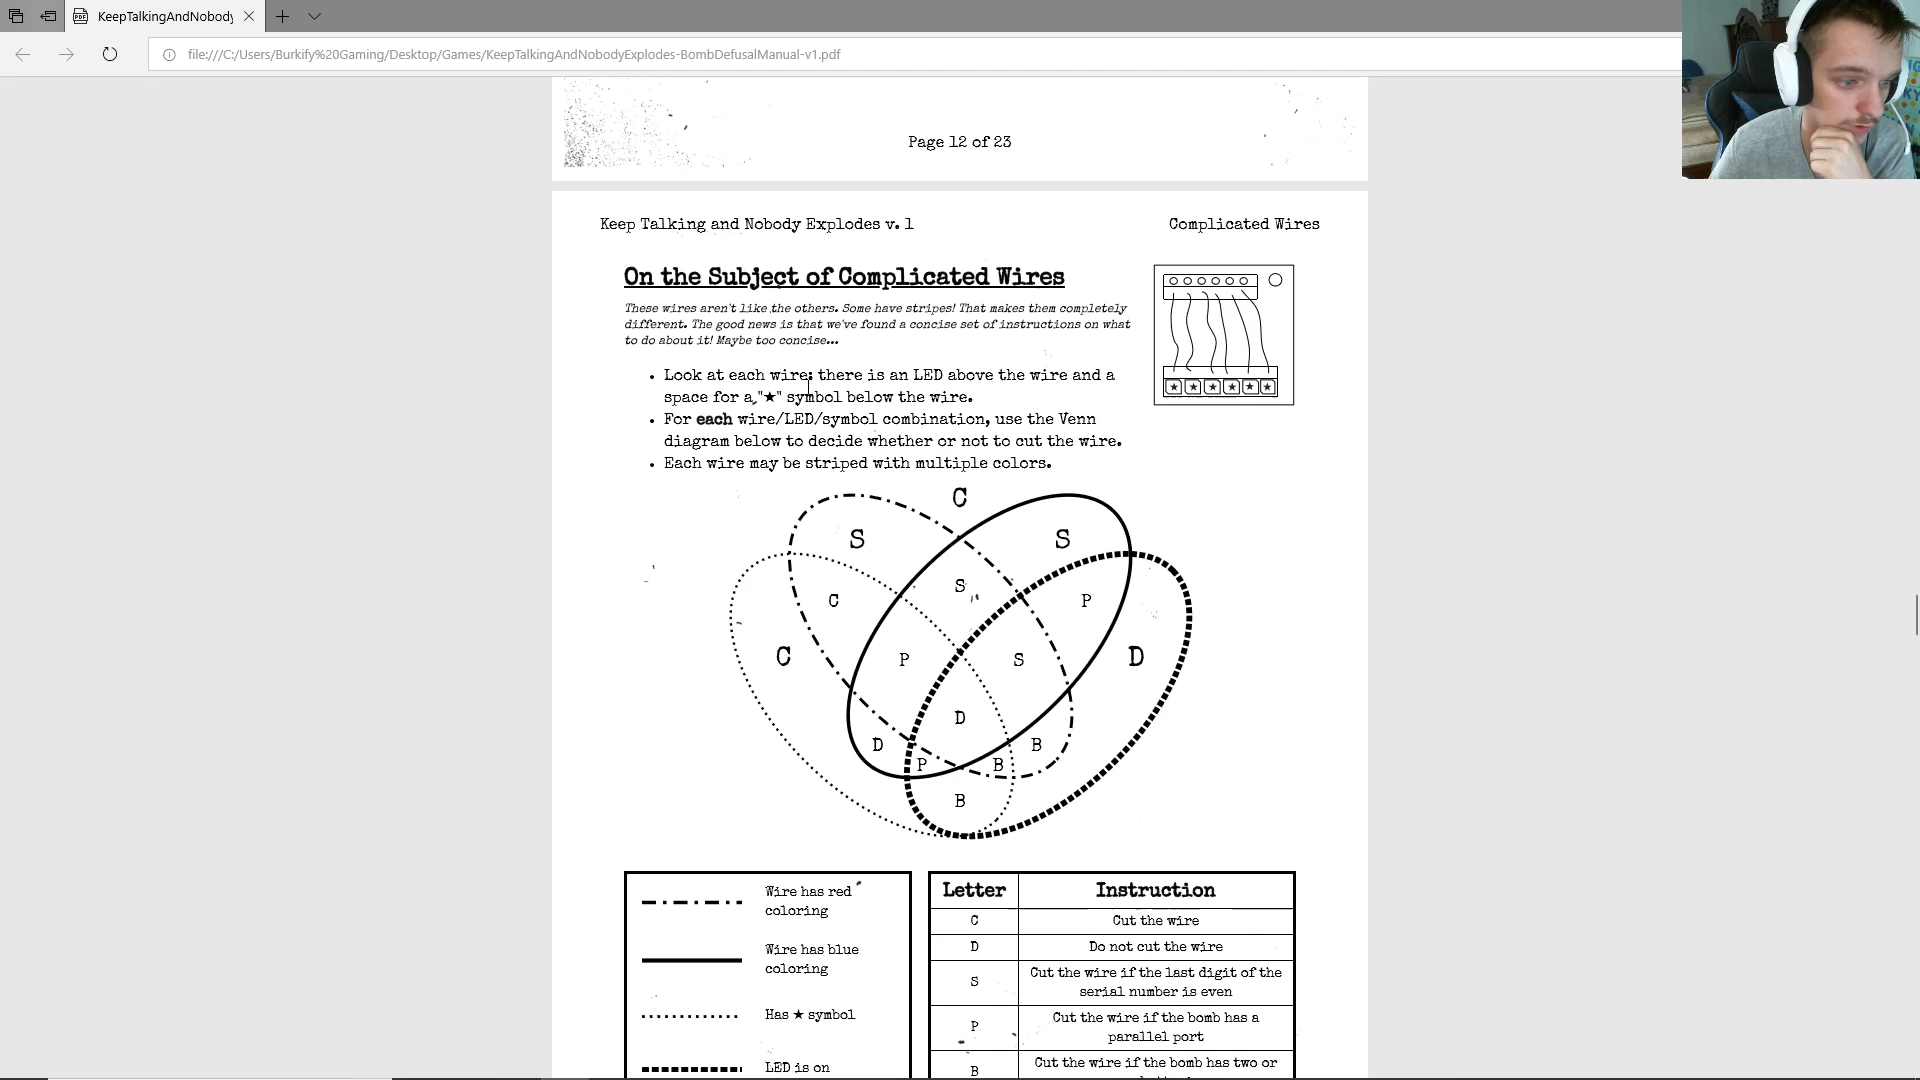 KeepTalkingAndNobody
file:///C:/Users/Burkify%20Gaming/Desktop/Games/KeepTalkingAndNobodyExplodes-BombDefusalManual-v1.pdf
Page 12 of 23
Keep Talking and Nobody Explodes v. 1
Complicated Wires
On the Subject of Complicated Wires
These wires aren't like the others. Some have stripes! That makes them completely
different. The good news is that we've found a concise set of instructions on what
to do about it! Maybe too concise...
• Look at each wire: there is an LED above the wire and a
space for a "★" symbol below the wire.
• For each wire/LED/symbol combination, use the Venn
diagram below to decide whether or not to cut the wire.
• Each wire may be striped with multiple colors.
C
S S
S
C P
C P S D
D
D B
P B
B
Wire has red
coloring
Wire has blue
coloring
Has ★ symbol
LED is on
Letter Instruction
C Cut the wire
D Do not cut the wire
S Cut the wire if the last digit of the
serial number is even
P Cut the wire if the bomb has a
parallel port
B Cut the wire if the bomb has two or